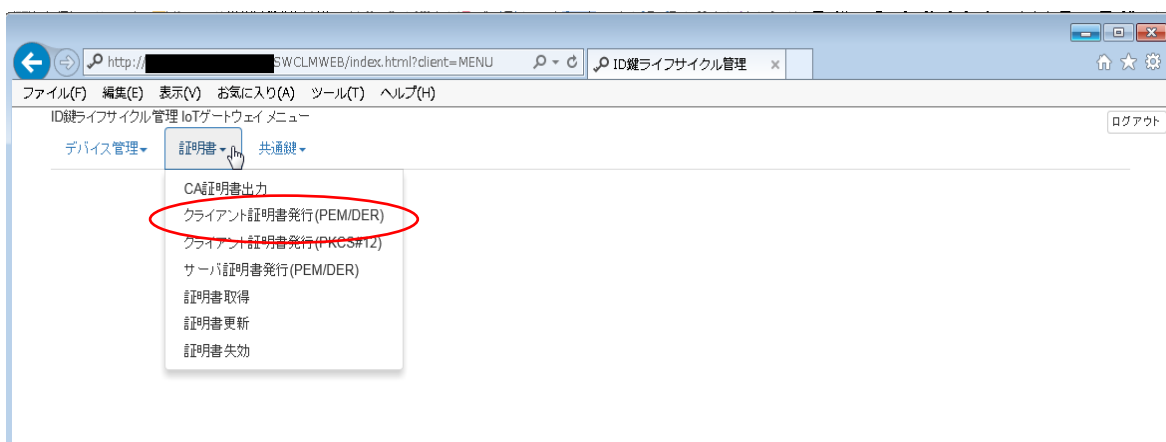 http:// SWCLMWEB/index.html?client=MENU
ID鍵ライフサイクル管理
ファイル(F) 編集(E) 表示(V) お気に入り(A) ツール(T) ヘルプ(H)
ID鍵ライフサイクル管理 IoTゲートウェイ メニュー
ログアウト
デバイス管理 証明書 共通鍵
CA証明書出力
クライアント証明書発行(PEM/DER)
クライアント証明書発行(PKCS#12)
サーバ証明書発行(PEM/DER)
証明書取得
証明書更新
証明書失効